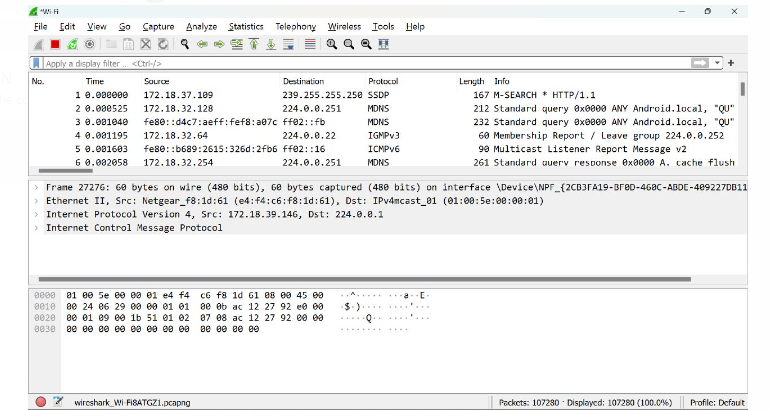 *Wi-Fi
File Edit View Go Capture Analyze Statistics Telephony Wireless Tools Help
Apply a display filter ... <Ctrl-/>
No. Time Source Destination Protocol Length Info
1 0.000000 172.18.37.109 239.255.255.250 SSDP 167 M-SEARCH * HTTP/1.1
2 0.000525 172.18.32.128 224.0.0.251 MDNS 212 Standard query 0x0000 ANY Android.local, "QU"
3 0.001040 fe80::d4c7:aeff:fef8:a07c ff02::fb MDNS 232 Standard query 0x0000 ANY Android.local, "QU"
4 0.001195 172.18.32.64 224.0.0.22 IGMPv3 60 Membership Report / Leave group 224.0.0.252
5 0.001603 fe80::b689:2615:326d:2fb6 ff02::16 ICMPv6 90 Multicast Listener Report Message v2
6 0.002058 172.18.32.254 224.0.0.251 MDNS 261 Standard query response 0x0000 A, cache flush
Frame 27276: 60 bytes on wire (480 bits), 60 bytes captured (480 bits) on interface \Device\NPF_{2CB3FA19-BF0D-460C-ABDE-409227DB11
Ethernet II, Src: Netgear_f8:1d:61 (e4:f4:c6:f8:1d:61), Dst: IPv4mcast_01 (01:00:5e:00:00:01)
Internet Protocol Version 4, Src: 172.18.39.146, Dst: 224.0.0.1
Internet Control Message Protocol
0000 01 00 5e 00 00 01 e4 f4 c6 f8 1d 61 08 00 45 00 ··^····· ···a··E·
0010 00 24 06 29 00 00 01 01 00 0b ac 12 27 92 e0 00 ·$·)···· ····'···
0020 00 01 09 00 1b 51 01 02 07 08 ac 12 27 92 00 00 ·····Q·· ····'···
0030 00 00 00 00 00 00 00 00 00 00 00 00 ········ ····
wireshark_Wi-Fi8ATGZ1.pcapng Packets: 107280 · Displayed: 107280 (100.0%) Profile: Default